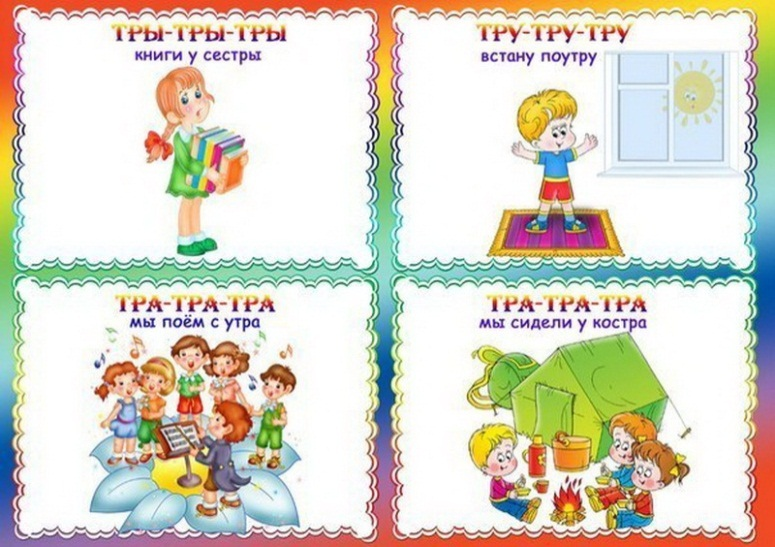 ТРЫ-ТРЫ-ТРЫ
книги у сестры
ТРУ-ТРУ-ТРУ
встану поутру
ТРА-ТРА-ТРА
мы поём с утра
ТРА-ТРА-ТРА
мы сидели у костра